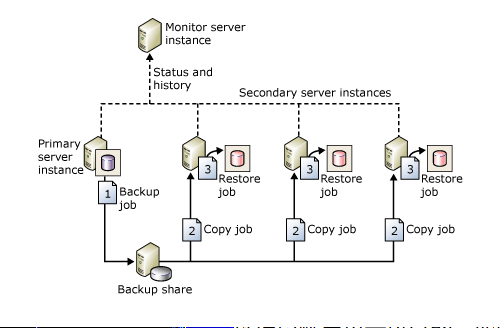 Monitor server
instance
Status and
history
Secondary server instances
Primary
server
instance
1
Backup
job
3
Restore
job
3
Restore
job
3
Restore
job
2
Copy job
2
Copy job
2
Copy job
Backup share